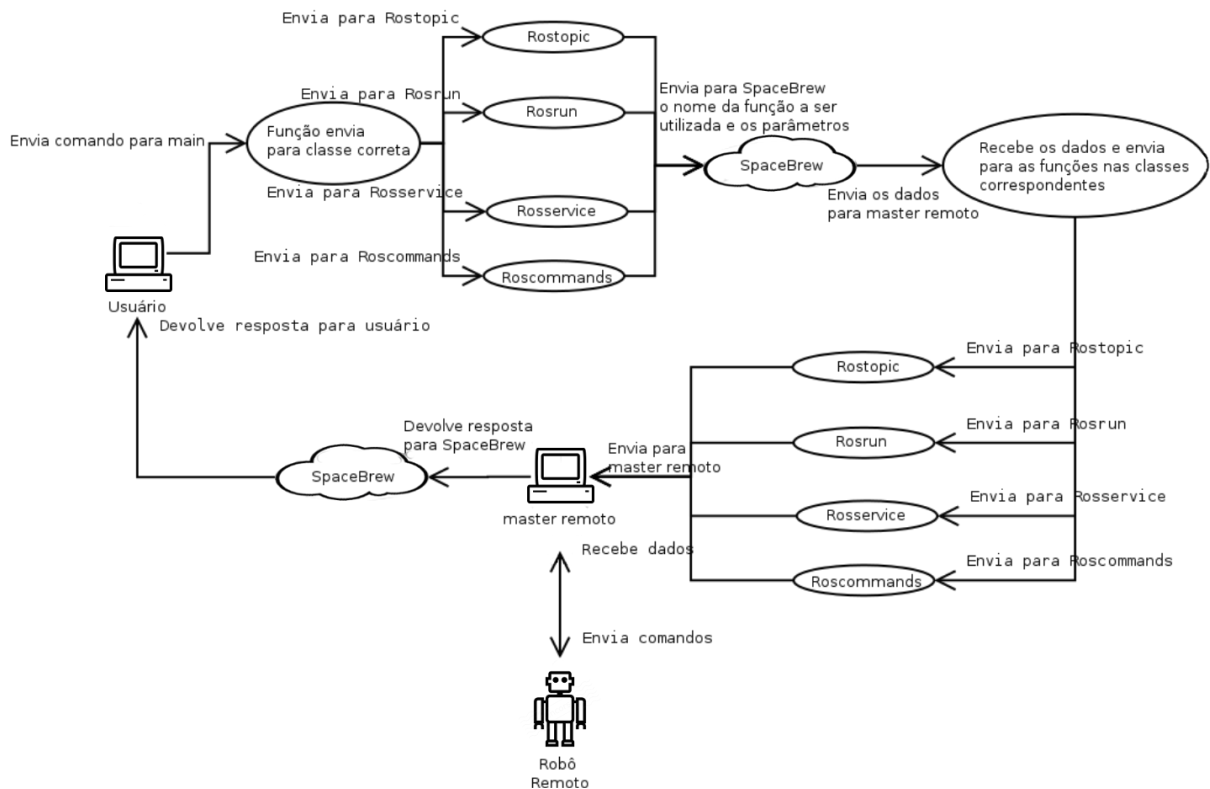 Envia para Rostopic
Rostopic
Envia para Rosrun
Rosrun
Envia comando para main
Função envia
para classe correta
Envia para Rosservice
Rosservice
Envia para Roscommands
Roscommands
Envia para SpaceBrew
o nome da função a ser
utilizada e os parâmetros
SpaceBrew
Envia os dados
para master remoto
Recebe os dados e envia
para as funções nas classes
correspondentes
Usuário
Devolve resposta para usuário
Envia para Rostopic
Rostopic
Envia para Rosrun
Rosrun
Envia para Rosservice
Rosservice
Envia para Roscommands
Roscommands
Envia para
master remoto
Devolve resposta
para SpaceBrew
SpaceBrew
master remoto
Recebe dados
Envia comandos
Robô
Remoto